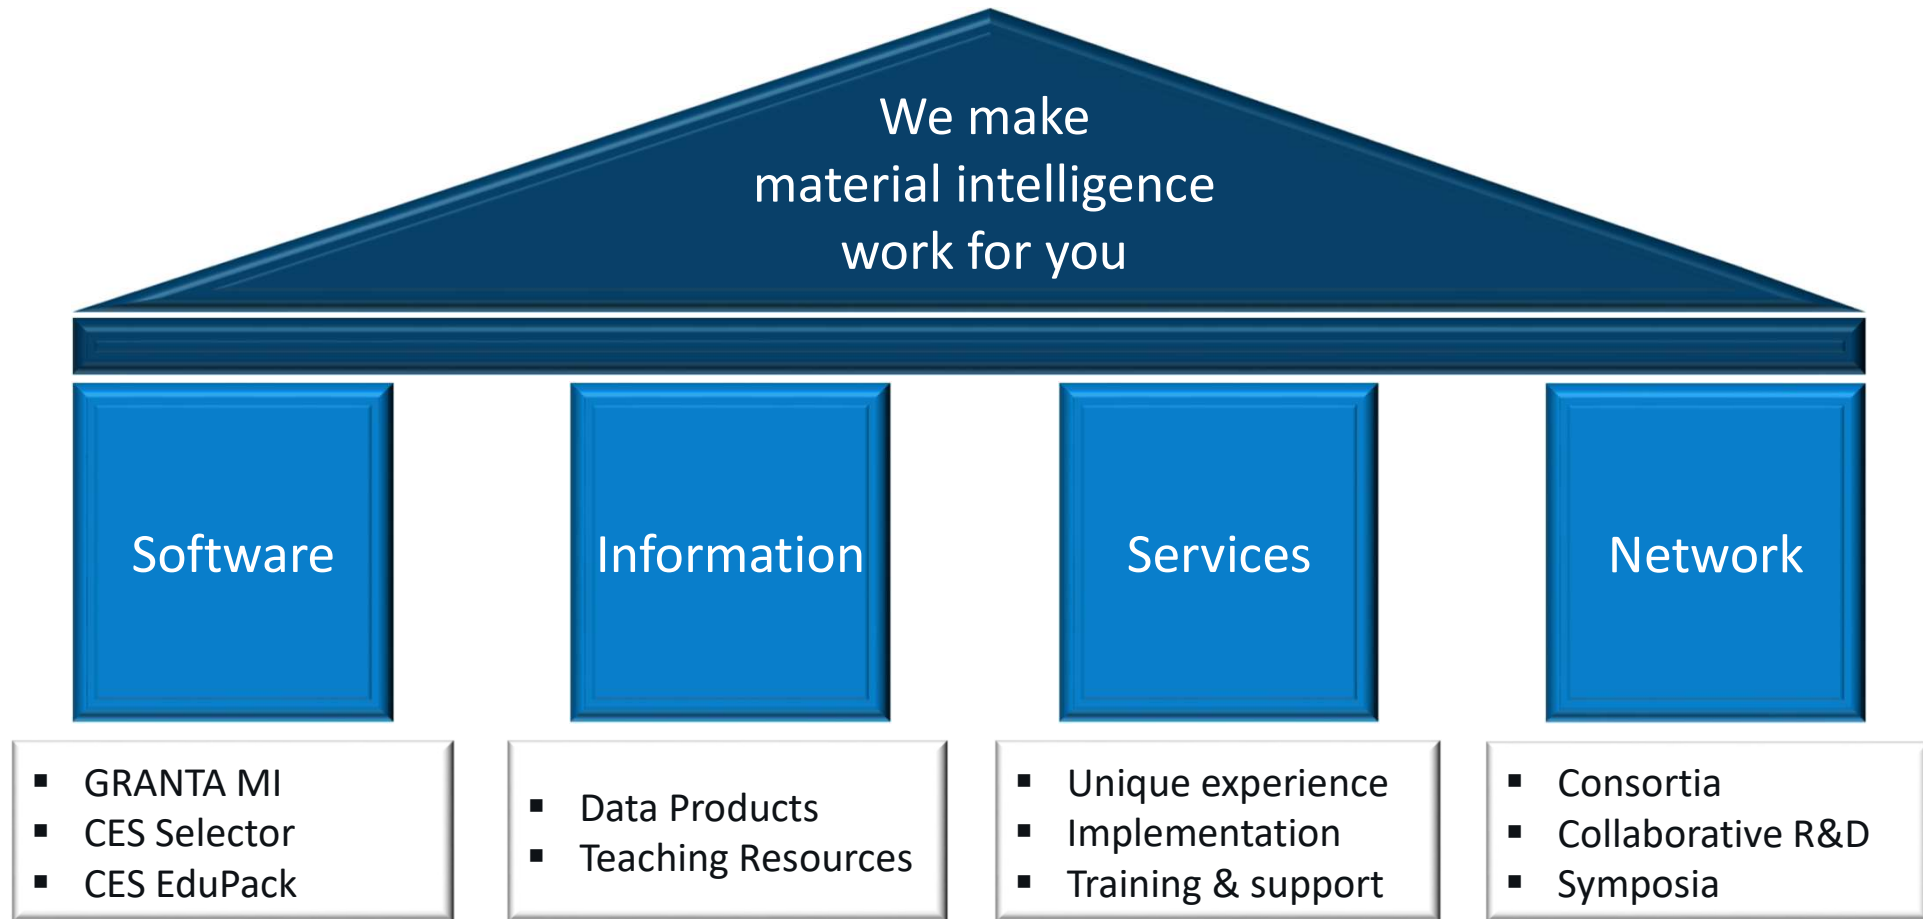 We make
material intelligence
work for you
Software
Information
Services
Network
▪ GRANTA MI
▪ CES Selector
▪ CES EduPack
▪ Data Products
▪ Teaching Resources
▪ Unique experience
▪ Implementation
▪ Training & support
▪ Consortia
▪ Collaborative R&D
▪ Symposia